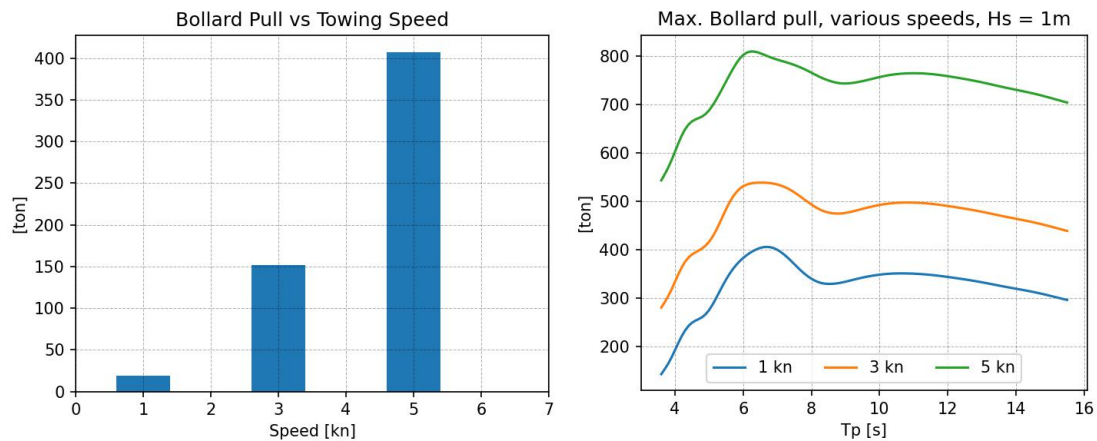 Bollard Pull vs Towing Speed
[ton]
400
350
300
250
200
150
100
50
0
0 1 2 3 4 5 6 7
Speed [kn]
Max. Bollard pull, various speeds, Hs = 1m
[ton]
800
700
600
500
400
300
200
1 kn 3 kn 5 kn
4 6 8 10 12 14 16
Tp [s]